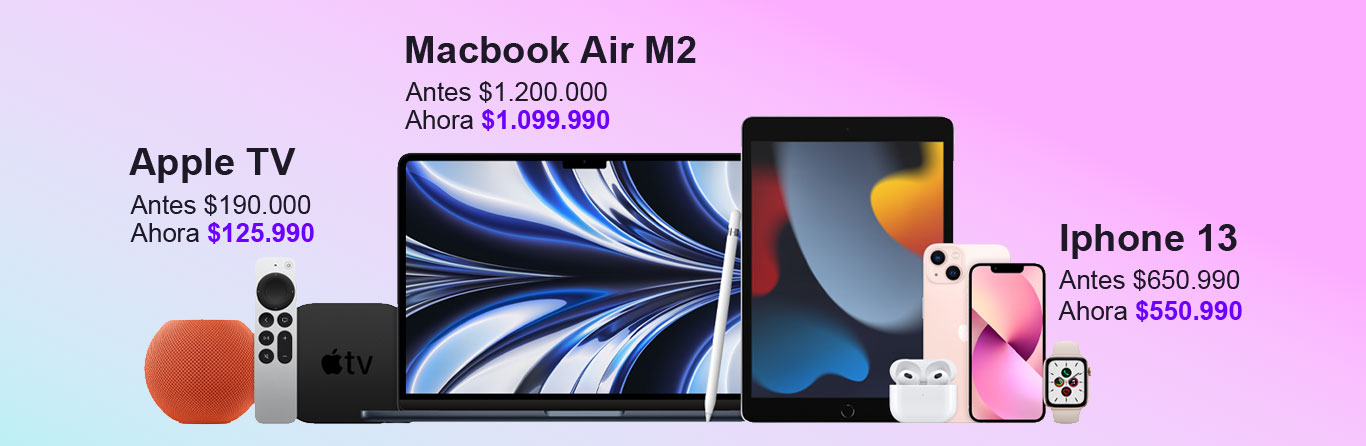 Macbook Air M2
Antes $1.200.000
Ahora $1.099.990
Apple TV
Antes $190.000
Ahora $125.990
Iphone 13
Antes $650.990
Ahora $550.990
tv